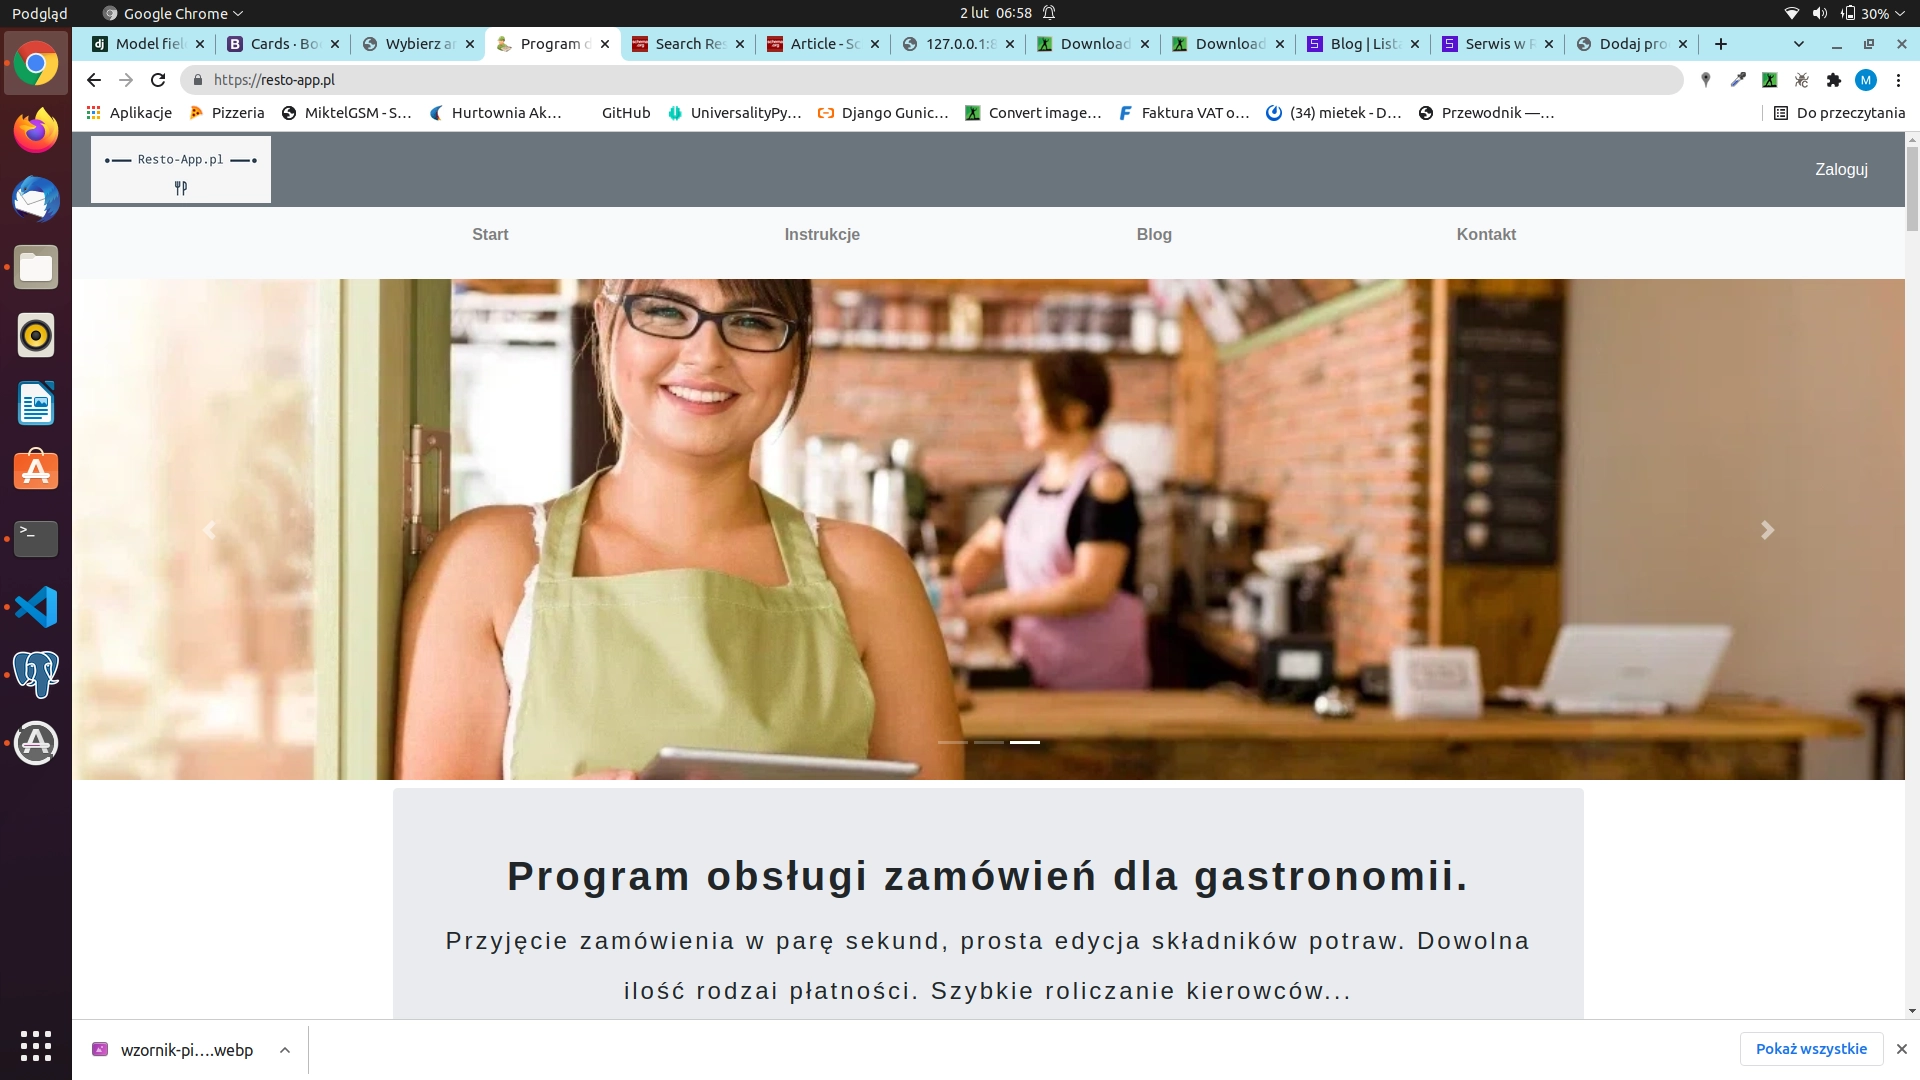 Podgląd Google Chrome 2 lut 06:58 30%
Model fiel Cards · Bo Wybierz ar Program d Search Res Article - Sc 127.0.0.1:8 Download Download Blog | List Serwis w R Dodaj pro
https://resto-app.pl M
Aplikacje Pizzeria MiktelGSM - S... Hurtownia Ak... GitHub UniversalityPy... Django Gunic... Convert image... Faktura VAT o... (34) mietek - D... Przewodnik —... Do przeczytania
Resto-App.pl
Zaloguj
Start Instrukcje Blog Kontakt
Program obsługi zamówień dla gastronomii.
Przyjęcie zamówienia w parę sekund, prosta edycja składników potraw. Dowolna
ilość rodzai płatności. Szybkie roliczanie kierowców...
wzornik-pi....webp Pokaż wszystkie